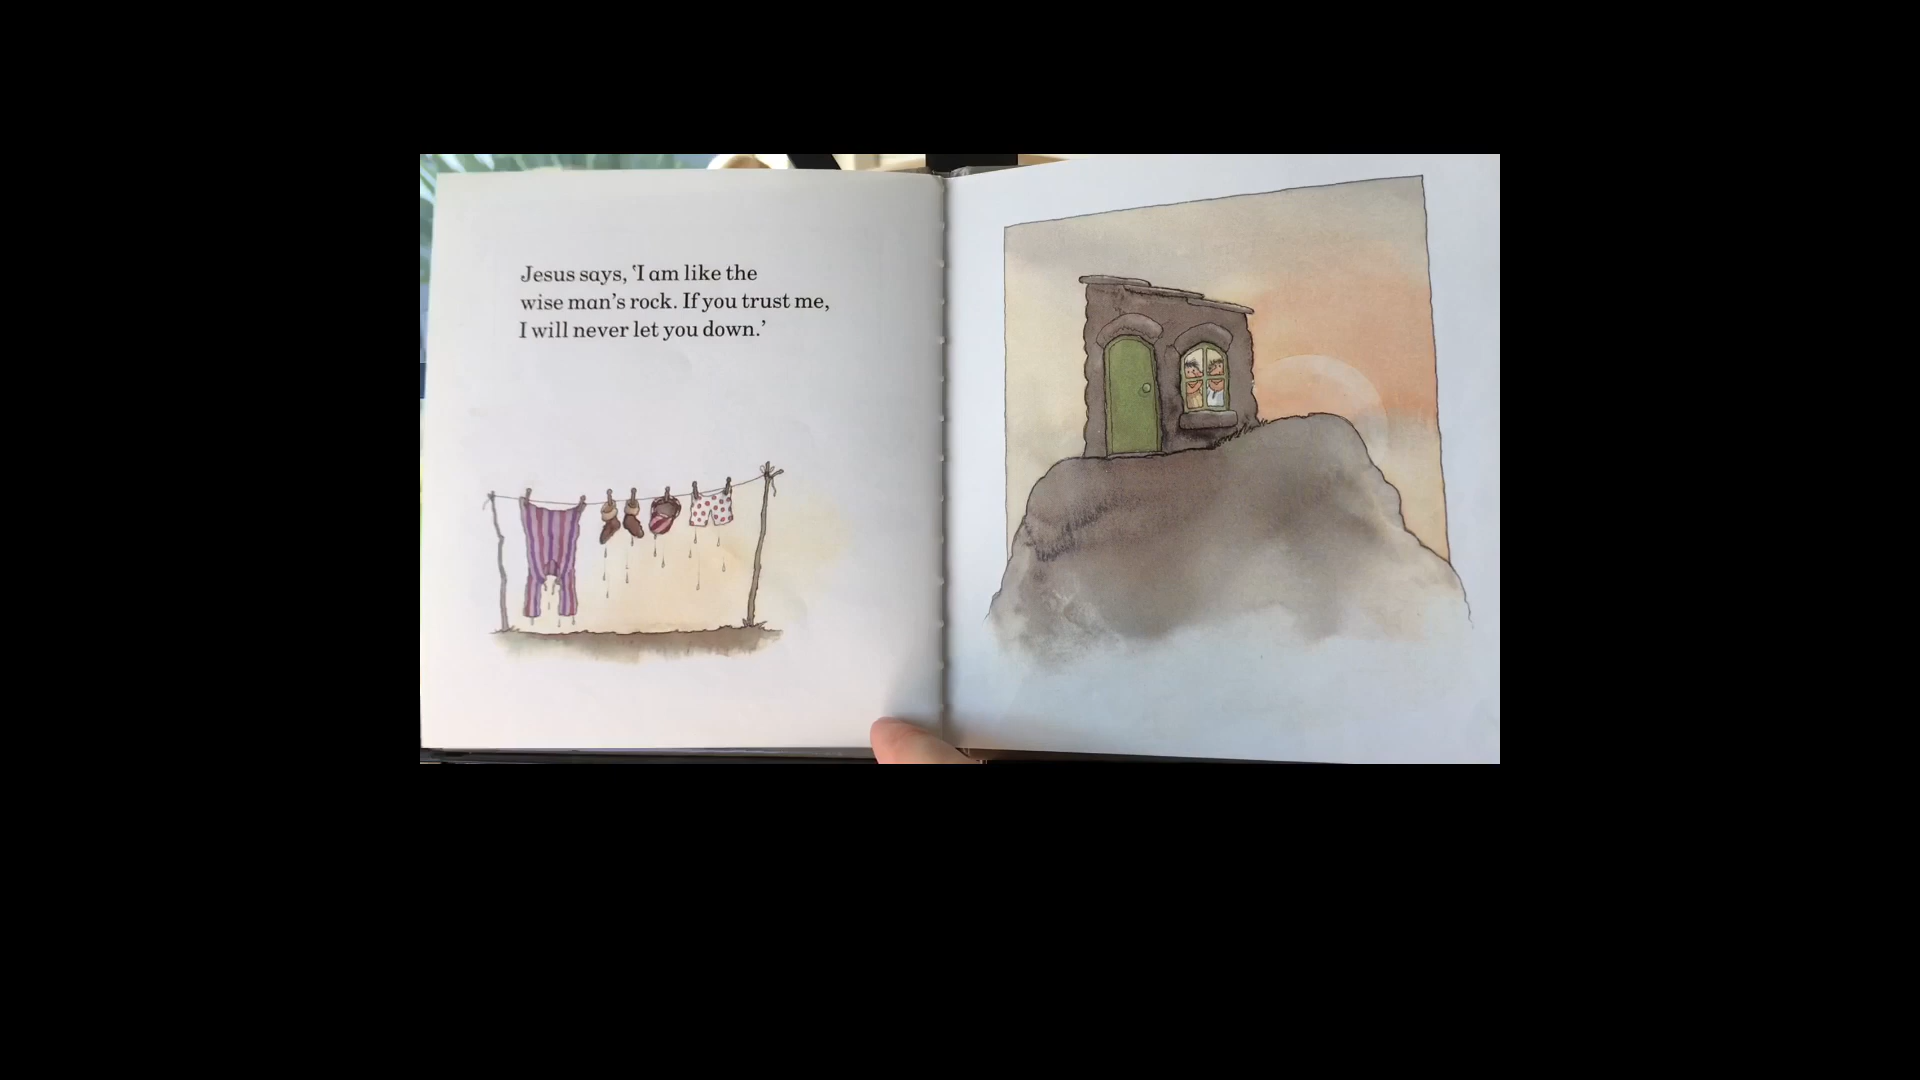 Jesus says, ‘I am like the
wise man’s rock. If you trust me,
I will never let you down.’